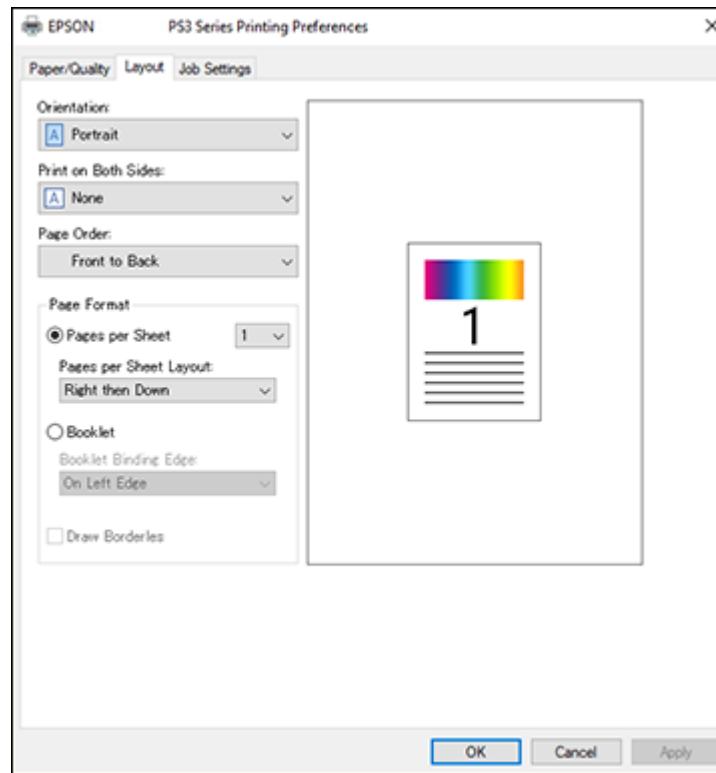 EPSON PS3 Series Printing Preferences
Paper/Quality Layout Job Settings
Orientation:
A Portrait
Print on Both Sides:
A None
Page Order:
Front to Back
Page Format
Pages per Sheet 1
Pages per Sheet Layout:
Right then Down
Booklet
Booklet Binding Edge:
On Left Edge
Draw Borderles
1
OK Cancel Apply